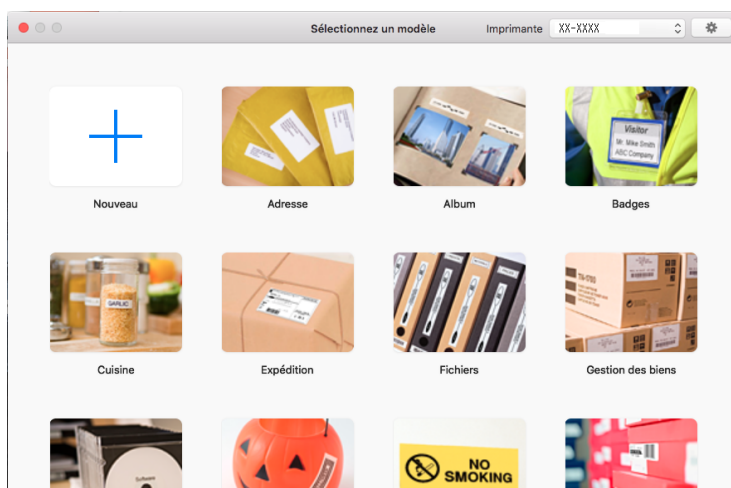 Sélectionnez un modèle
Imprimante
XX-XXXX
Nouveau
Adresse
Album
Visitor
Mr. Mike Smith
ABC Company
Badges
GARLIC
Cuisine
Expédition
Fichiers
Gestion des biens
Software
NO
SMOKING